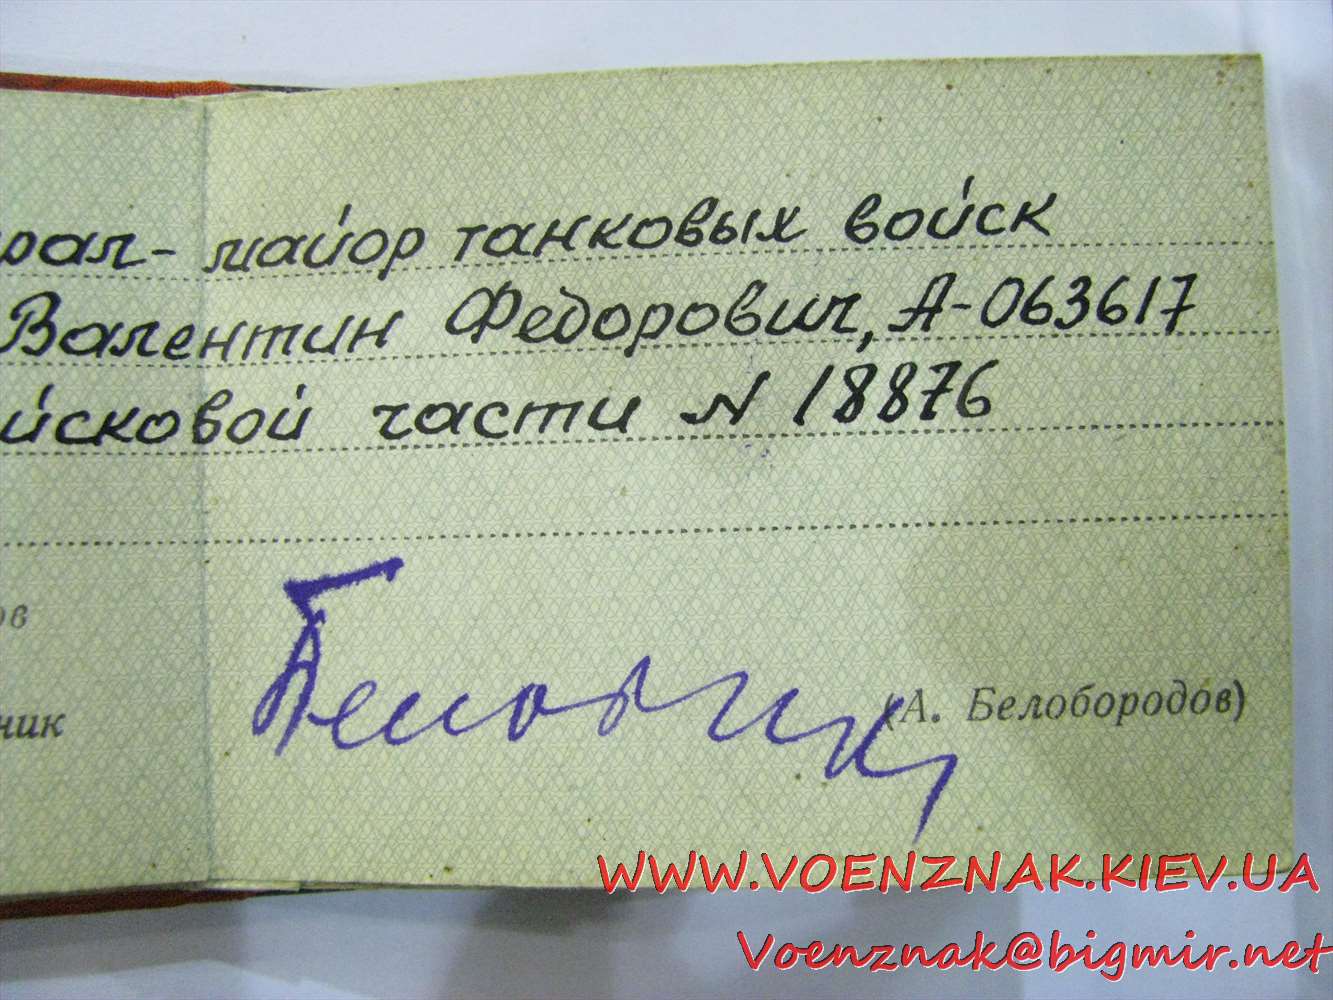 рал-майор танковых войск
Валентин Федорович, А-063617
йсковой части N 18876
ов
ник
(А. Белобородов)
WWW.VOENZNAK.KIEV.UA
Voenznak@bigmir.net